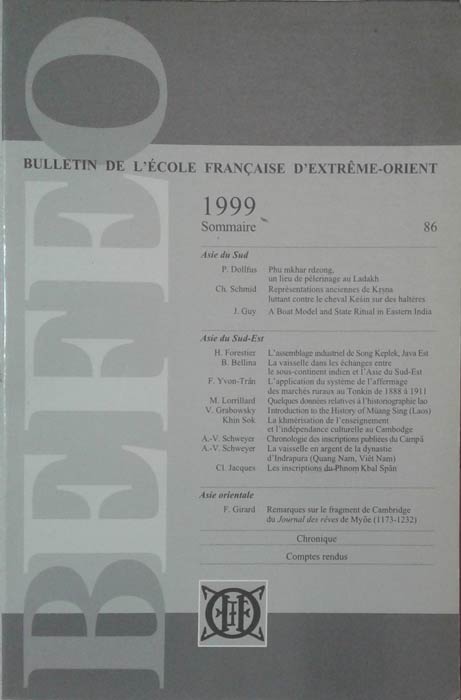 BEFEO
BULLETIN DE L'ÉCOLE FRANÇAISE D'EXTRÊME-ORIENT
1999
Sommaire 86
Asie du Sud
P. Dollfus Phu mkhar rdzong,
un lieu de pèlerinage au Ladakh
Ch. Schmid Représentations anciennes de Kṛṣṇa
luttant contre le cheval Keśin sur des haltères
J. Guy A Boat Model and State Ritual in Eastern India
Asie du Sud-Est
H. Forestier L'assemblage industriel de Song Keplek, Java Est
B. Bellina La vaisselle dans les échanges entre
le sous-continent indien et l'Asie du Sud-Est
F. Yvon-Trân L'application du système de l'affermage
des marchés ruraux au Tonkin de 1888 à 1911
M. Lorrillard Quelques données relatives à l'historiographie lao
V. Grabowsky Introduction to the History of Müang Sing (Laos)
Khin Sok La khmérisation de l'enseignement
et l'indépendance culturelle au Cambodge
A.-V. Schweyer Chronologie des inscriptions publiées du Campā
A.-V. Schweyer La vaisselle en argent de la dynastie
d'Indrapura (Quang Nam, Viêt Nam)
Cl. Jacques Les inscriptions du Phnom Kbal Spān
Asie orientale
F. Girard Remarques sur le fragment de Cambridge
du Journal des rêves de Myōe (1173-1232)
Chronique
Comptes rendus